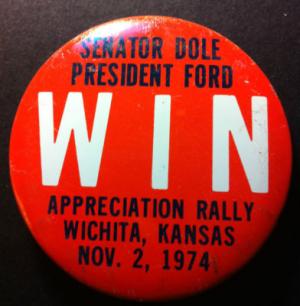 SENATOR DOLE
PRESIDENT FORD
WIN
APPRECIATION RALLY
WICHITA, KANSAS
NOV. 2, 1974